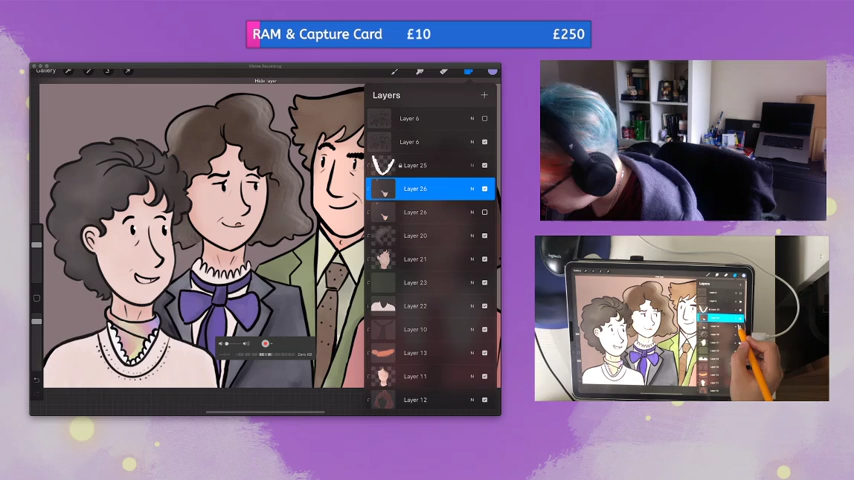 RAM & Capture Card £10 £250
Gallery
Hide layer
Layers
Layer 6 N
Layer 6 N
Layer 25 N
Layer 26 N
Layer 26 N
Layer 20 N
Layer 21 N
Layer 23 N
Layer 22 N
Layer 10 N
Layer 13 N
Layer 11 N
Layer 12 N